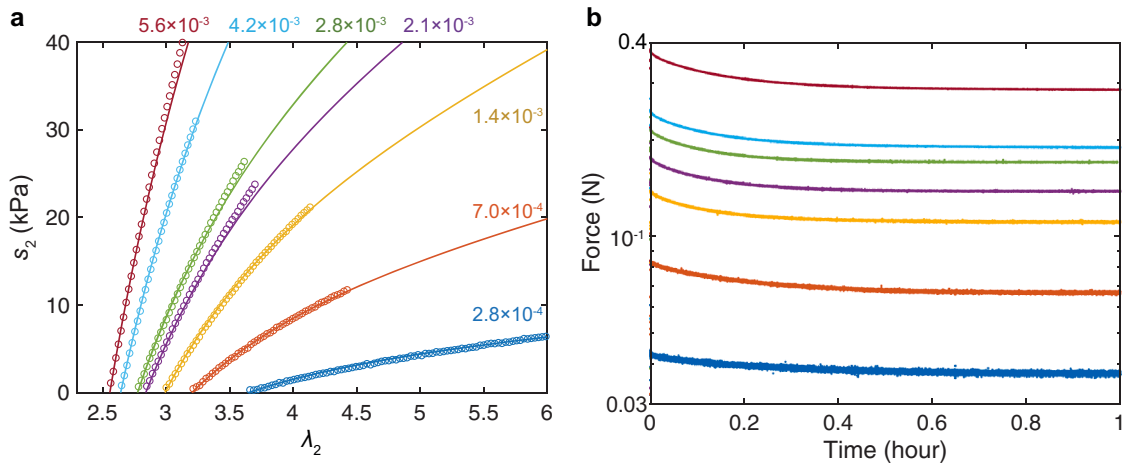 a
5.6×10⁻³ 4.2×10⁻³ 2.8×10⁻³ 2.1×10⁻³
40
30
20
10
0
s₂ (kPa)
1.4×10⁻³
7.0×10⁻⁴
2.8×10⁻⁴
2.5 3 3.5 4 4.5 5 5.5 6
λ₂
b
0.4
10⁻¹
0.03
Force (N)
0 0.2 0.4 0.6 0.8 1
Time (hour)